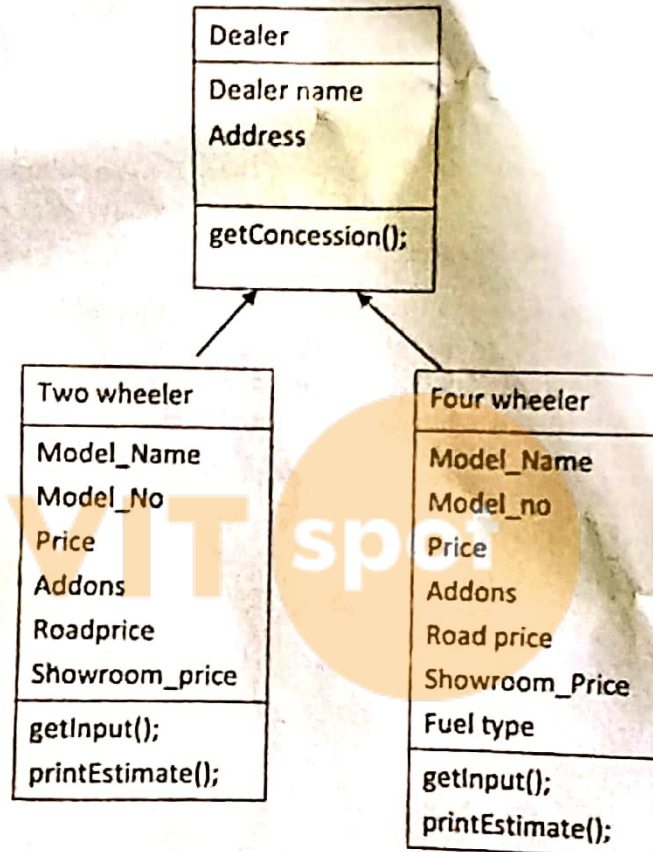 Dealer
Dealer name
Address
getConcession();
Two wheeler
Model_Name
Model_No
Price
Addons
Roadprice
Showroom_price
getInput();
printEstimate();
Four wheeler
Model_Name
Model_no
Price
Addons
Road price
Showroom_Price
Fuel type
getInput();
printEstimate();
VIT spot